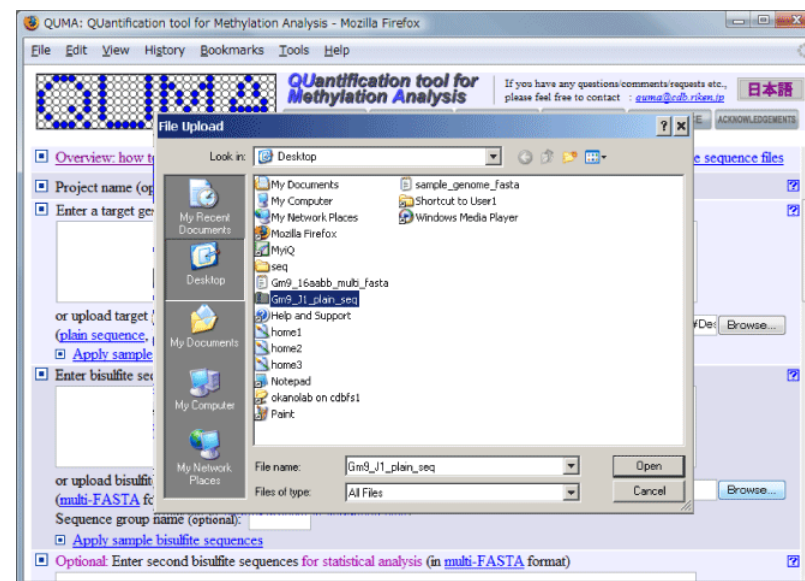 QUMA: QUantification tool for Methylation Analysis - Mozilla Firefox
File Edit View History Bookmarks Tools Help
QUMA
QUantification tool for
Methylation Analysis
If you have any questions/comments/requests etc.,
please feel free to contact : quma@cdb.riken.jp
日本語
ACKNOWLEDGEMENTS
File Upload
Overview: how t
e sequence files
Look in: Desktop
Project name (op
Enter a target ge
My Recent
Documents
Desktop
My Documents
My Computer
My Network
Places
My Documents
My Computer
My Network Places
Mozilla Firefox
MyiQ
seq
Gm9_16aabb_multi_fasta
Gm9_J1_plain_seq
Help and Support
home1
home2
home3
Notepad
okanolab on cdbfs1
Paint
sample_genome_fasta
Shortcut to User1
Windows Media Player
or upload target
(plain sequence,
Browse...
Apply sample
Enter bisulfite se
File name: Gm9_J1_plain_seq Open
Files of type: All Files Cancel
or upload bisulfit
(multi-FASTA fo
Browse...
Sequence group name (optional):
Apply sample bisulfite sequences
Optional: Enter second bisulfite sequences for statistical analysis (in multi-FASTA format)